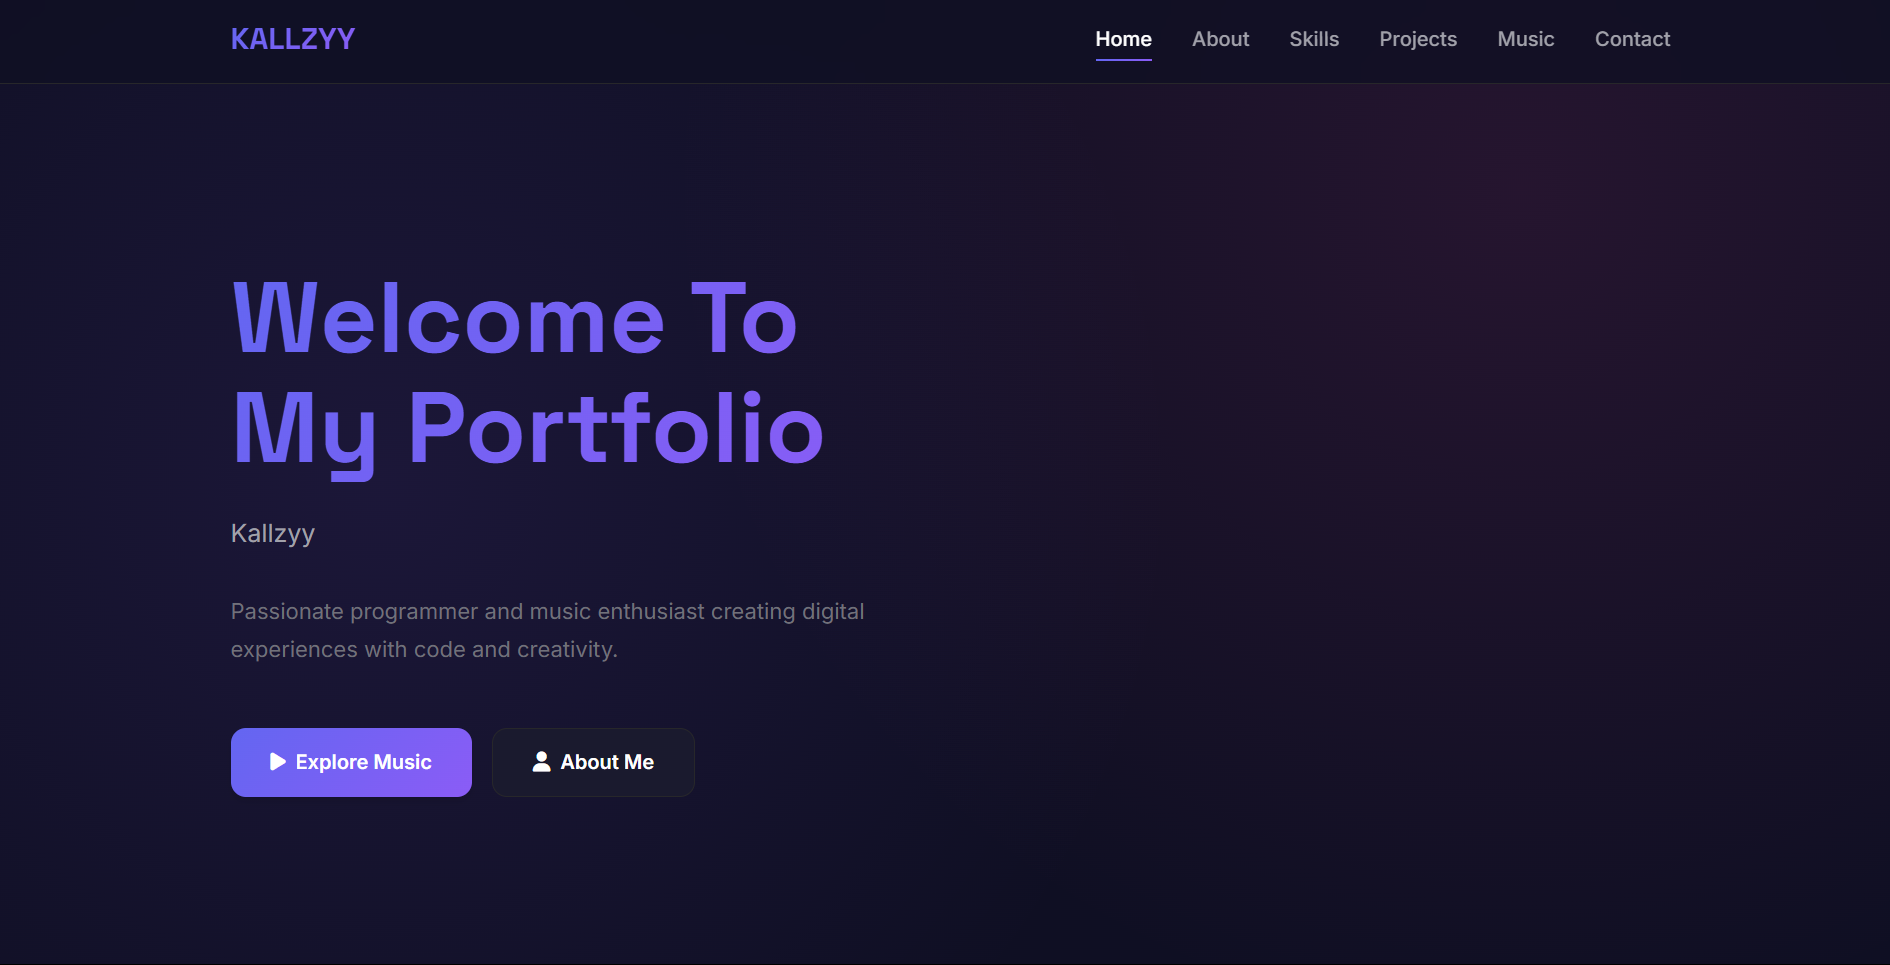 KALLZYY
Home About Skills Projects Music Contact
Welcome To
My Portfolio
Kallzyy
Passionate programmer and music enthusiast creating digital
experiences with code and creativity.
Explore Music About Me